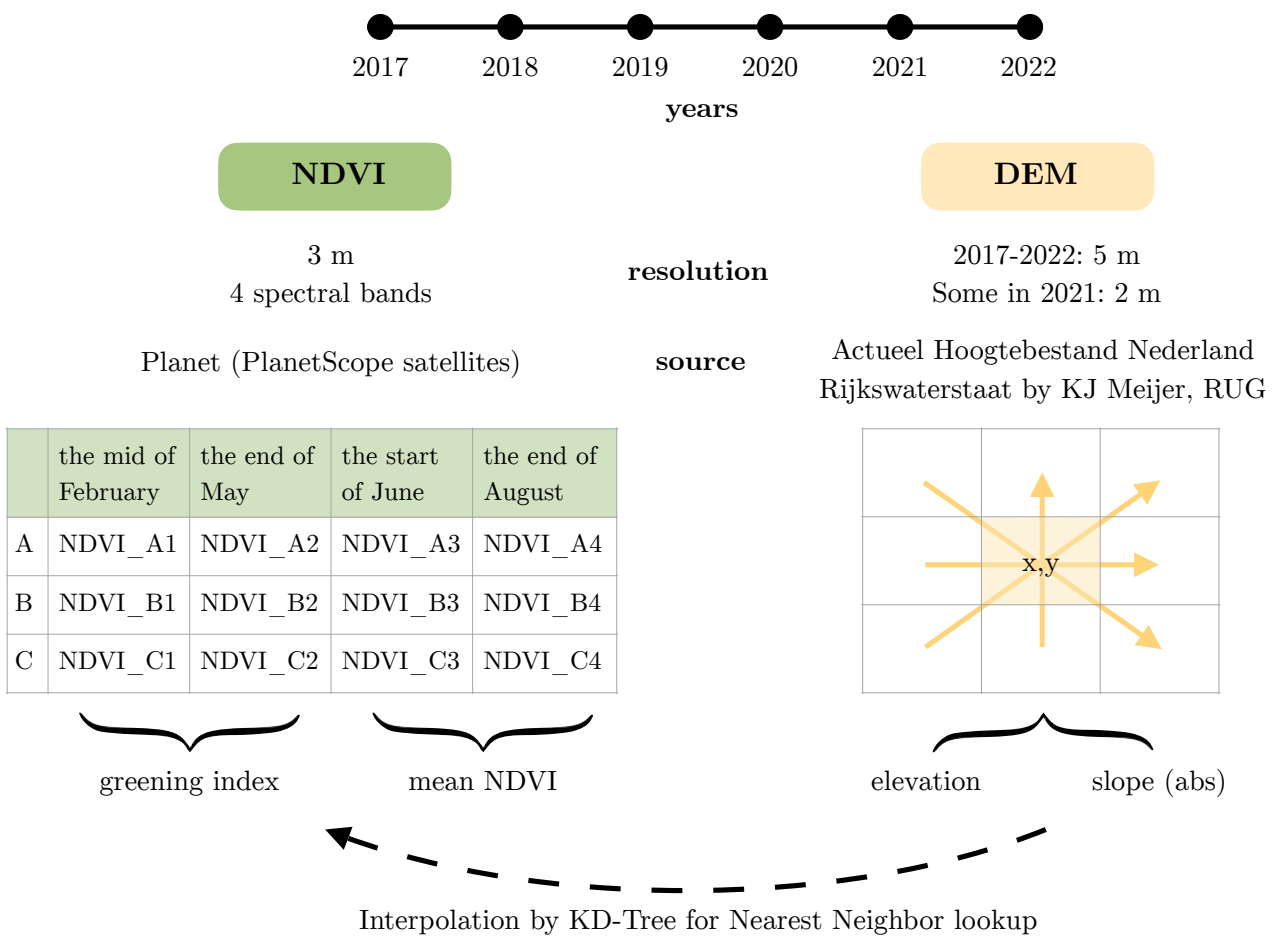 2017 2018 2019 2020 2021 2022
years
NDVI
DEM
3 m
4 spectral bands
resolution
2017-2022: 5 m
Some in 2021: 2 m
Planet (PlanetScope satellites)
source
Actueel Hoogtebestand Nederland
Rijkswaterstaat by KJ Meijer, RUG
the mid of
February
the end of
May
the start
of June
the end of
August
A NDVI_A1 NDVI_A2 NDVI_A3 NDVI_A4
B NDVI_B1 NDVI_B2 NDVI_B3 NDVI_B4
C NDVI_C1 NDVI_C2 NDVI_C3 NDVI_C4
x,y
greening index
mean NDVI
elevation
slope (abs)
Interpolation by KD-Tree for Nearest Neighbor lookup